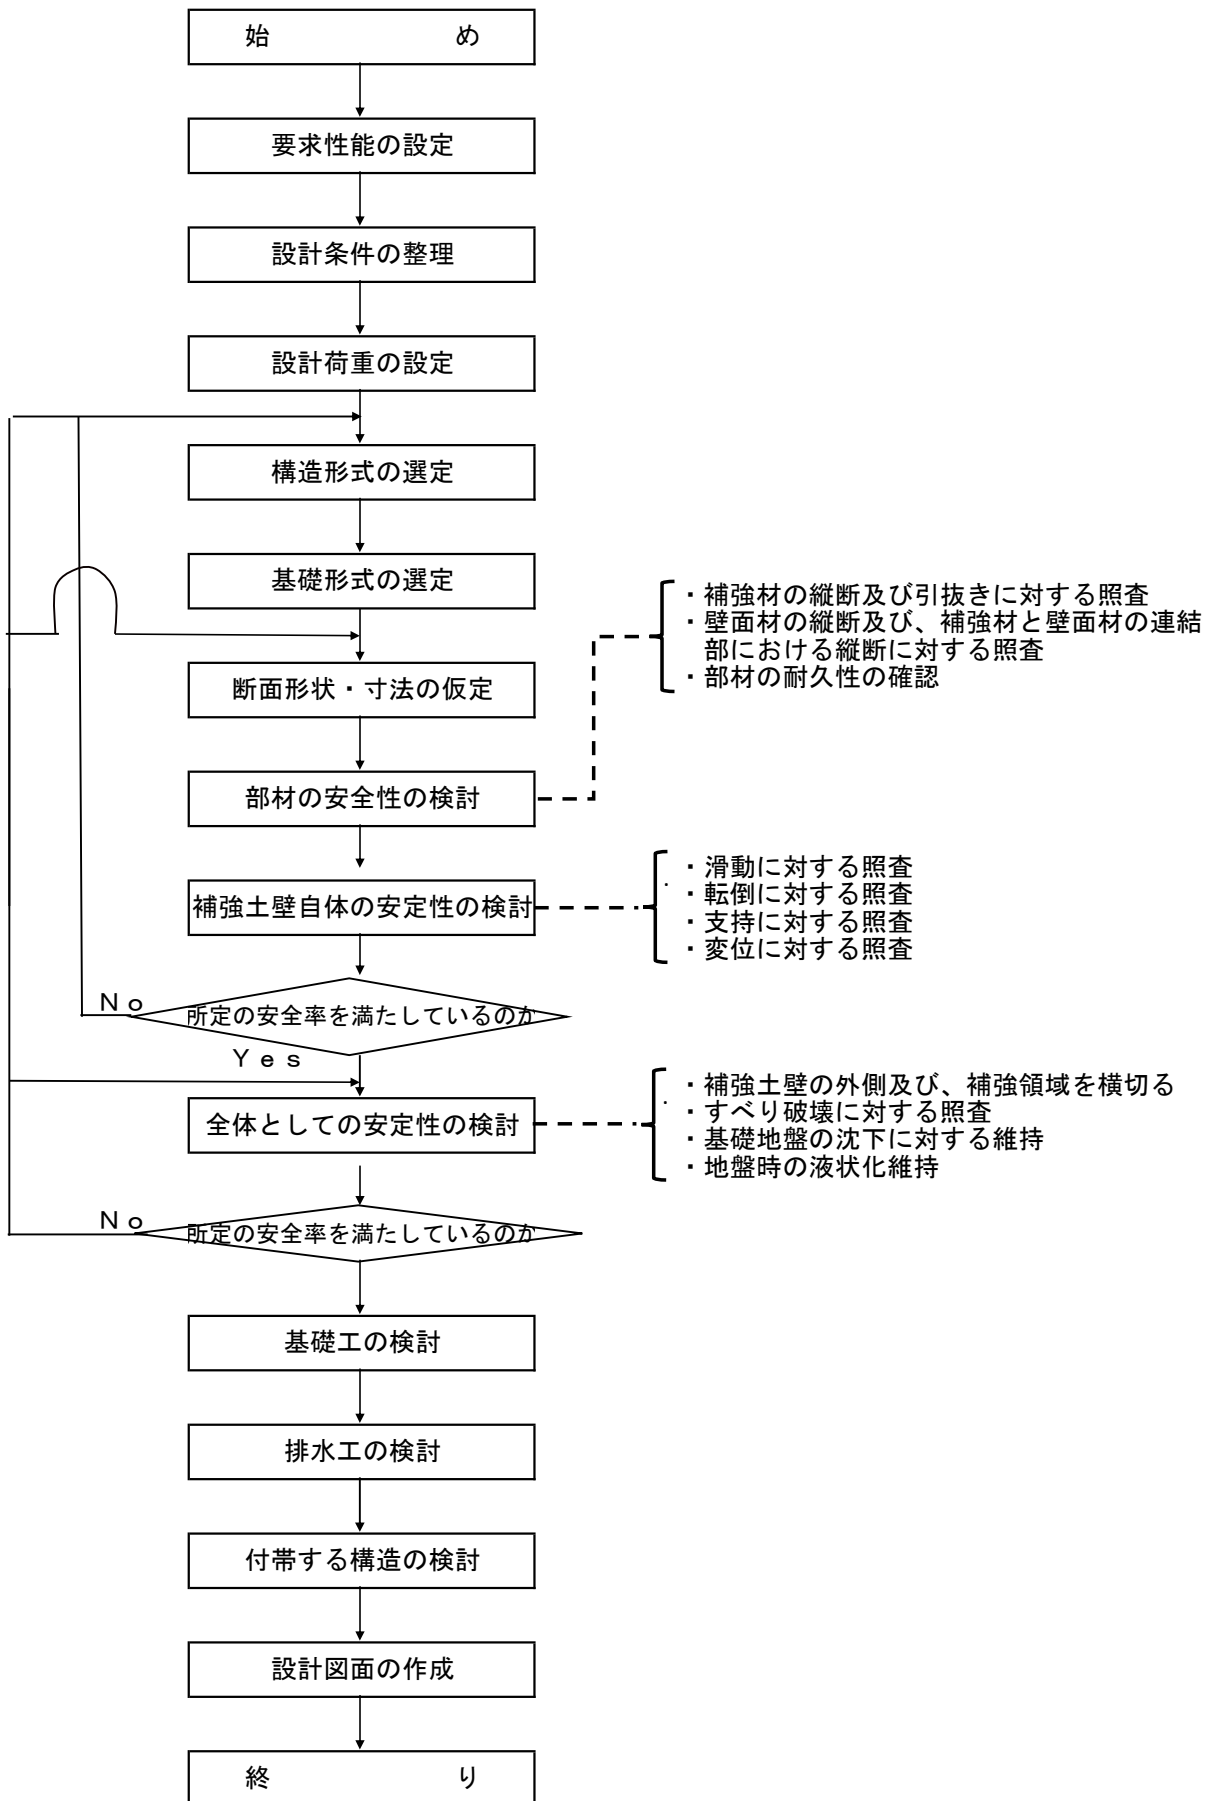 始　め
要求性能の設定
設計条件の整理
設計荷重の設定
構造形式の選定
基礎形式の選定
・補強材の縦断及び引抜きに対する照査
・壁面材の縦断及び、補強材と壁面材の連結
部における縦断に対する照査
・部材の耐久性の確認
断面形状・寸法の仮定
部材の安全性の検討
補強土壁自体の安定性の検討
・滑動に対する照査
・転倒に対する照査
・支持に対する照査
・変位に対する照査
No
所定の安全率を満たしているのか
Yes
全体としての安定性の検討
・補強土壁の外側及び、補強領域を横切る
・すべり破壊に対する照査
・基礎地盤の沈下に対する維持
・地盤時の液状化維持
No
所定の安全率を満たしているのか
基礎工の検討
排水工の検討
付帯する構造の検討
設計図面の作成
終　り